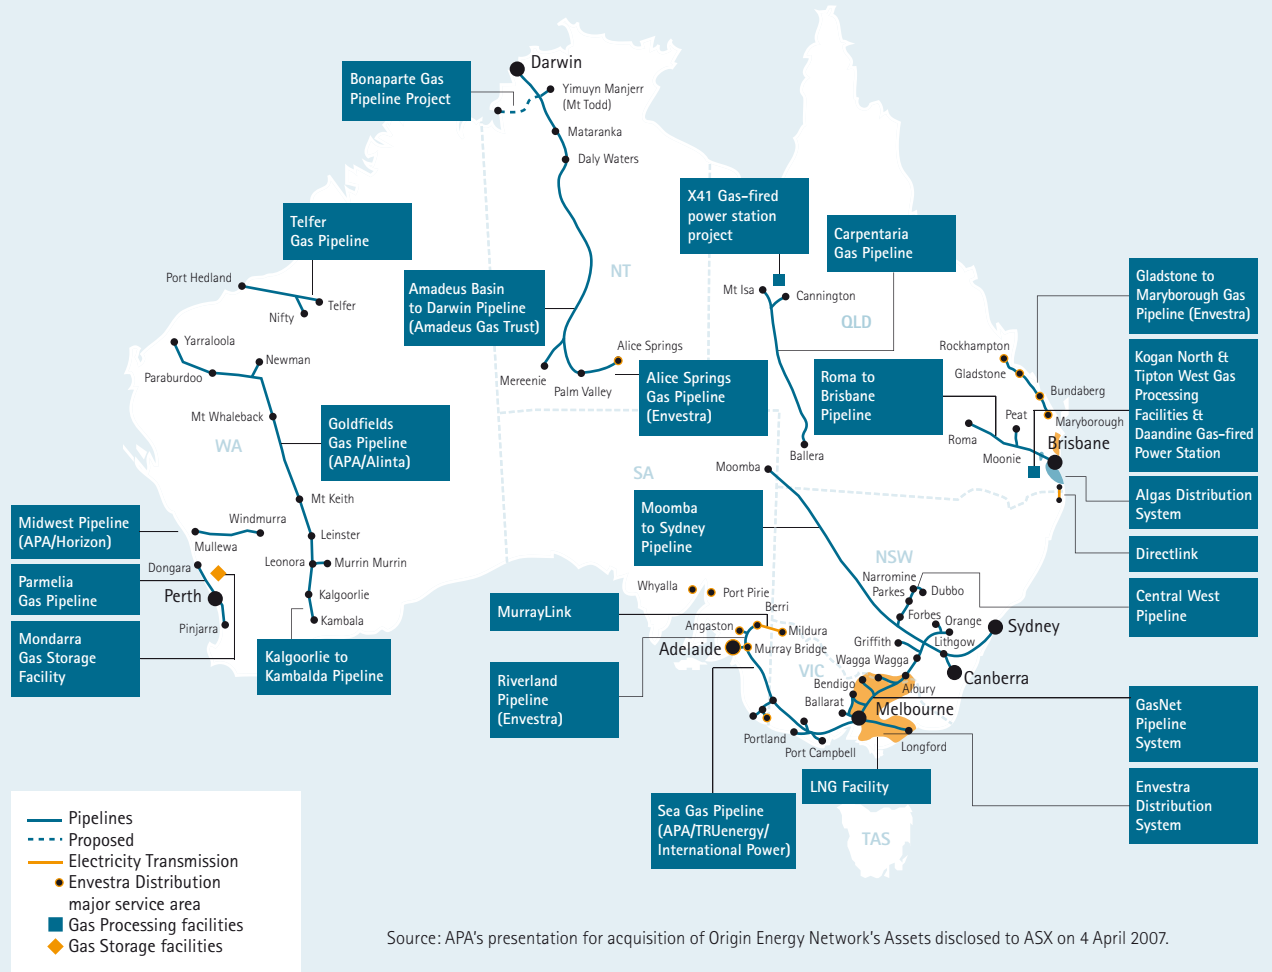 Darwin
Bonaparte Gas
Pipeline Project
Yimuyn Manjerr
(Mt Todd)
Mataranka
Daly Waters
X41 Gas-fired
power station
project
Telfer
Gas Pipeline
Carpentaria
Gas Pipeline
Port Hedland
Telfer
Nifty
NT
Amadeus Basin
to Darwin Pipeline
(Amadeus Gas Trust)
Mt Isa
Cannington
QLD
Gladstone to
Maryborough Gas
Pipeline (Envestra)
Yarraloola
Newman
Paraburdoo
Alice Springs
Mereenie
Palm Valley
Alice Springs
Gas Pipeline
(Envestra)
Rockhampton
Gladstone
Bundaberg
Maryborough
Kogan North &
Tipton West Gas
Processing
Facilities &
Daandine Gas-fired
Power Station
Roma to
Brisbane
Pipeline
Peat
Roma
Moonie
Brisbane
Mt Whaleback
WA
Goldfields
Gas Pipeline
(APA/Alinta)
Ballera
Moomba
SA
Algas Distribution
System
Directlink
Moomba
to Sydney
Pipeline
Mt Keith
Windmurra
Leinster
Midwest Pipeline
(APA/Horizon)
Mullewa
Leonora
Murrin Murrin
Dongara
Parmelia
Gas Pipeline
Perth
Kalgoorlie
Kambala
Pinjarra
Mondarra
Gas Storage
Facility
Kalgoorlie to
Kambalda Pipeline
NSW
Narromine
Parkes
Dubbo
Central West
Pipeline
Whyalla
Port Pirie
Berri
MurrayLink
Angaston
Mildura
Adelaide
Murray Bridge
Forbes
Orange
Sydney
Griffith
Lithgow
Wagga Wagga
Canberra
VIC
Bendigo
Albury
Ballarat
Melbourne
Riverland
Pipeline
(Envestra)
GasNet
Pipeline
System
Portland
Port Campbell
Longford
LNG Facility
Envestra
Distribution
System
Sea Gas Pipeline
(APA/TRUenergy/
International Power)
TAS
Pipelines
Proposed
Electricity Transmission
Envestra Distribution
major service area
Gas Processing facilities
Gas Storage facilities
Source: APA's presentation for acquisition of Origin Energy Network's Assets disclosed to ASX on 4 April 2007.